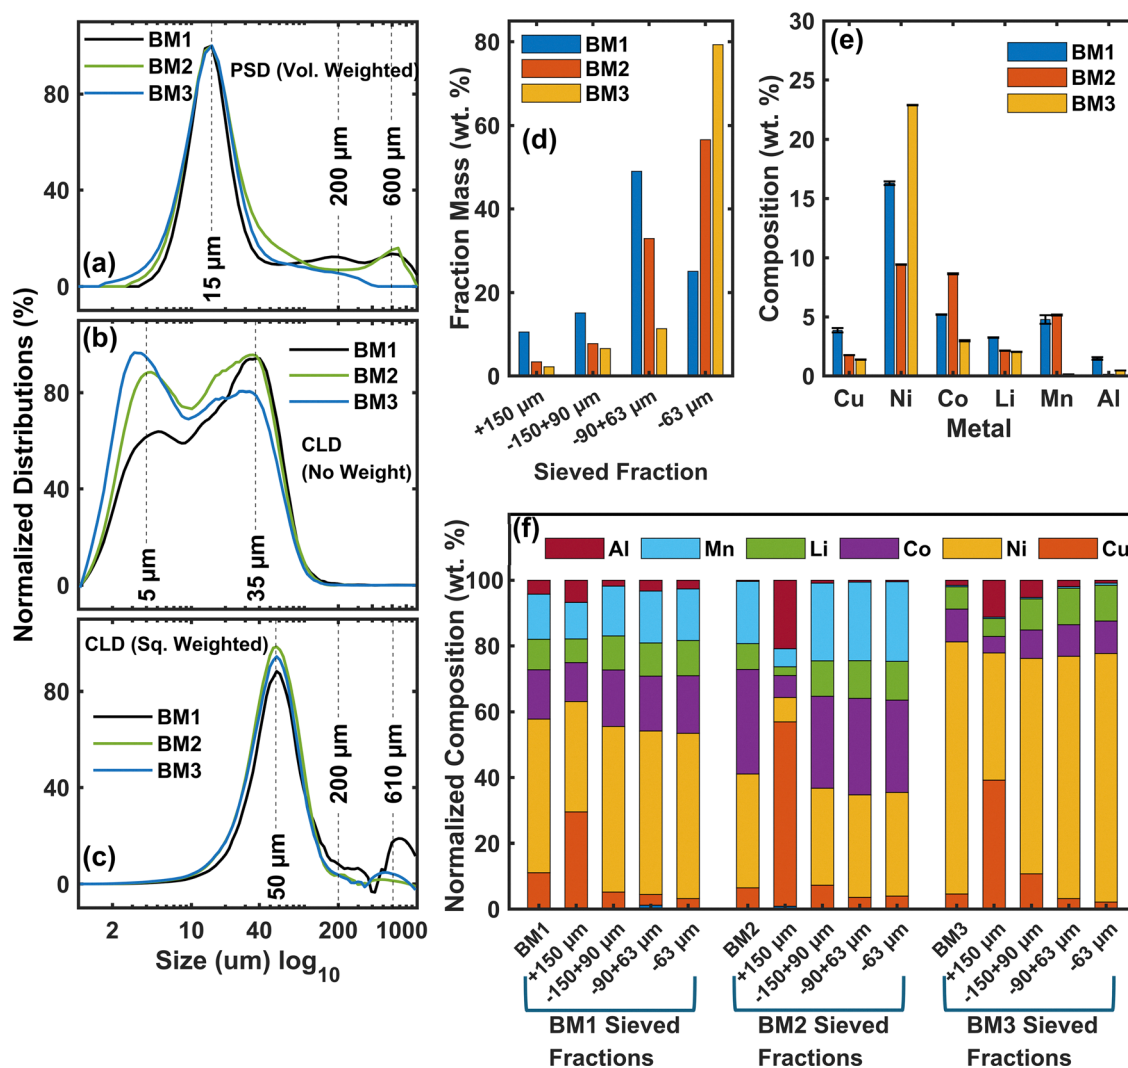 Normalized Distributions (%)
BM1
BM2
BM3
PSD (Vol. Weighted)
80
40
0
(a)
15 µm
200 µm
600 µm
(b)
BM1
BM2
BM3
CLD
(No Weight)
80
40
0
5 µm
35 µm
CLD (Sq. Weighted)
BM1
BM2
BM3
80
40
0
(c)
50 µm
200 µm
610 µm
2
10
40
200
1000
Size (um) log10
Fraction Mass (wt. %)
80
60
40
20
0
BM1
BM2
BM3
(d)
+150 µm
-150+90 µm
-90+63 µm
-63 µm
Sieved Fraction
Composition (wt. %)
30
25
20
15
10
5
0
(e)
BM1
BM2
BM3
Cu Ni Co Li Mn Al
Metal
(f)
Al Mn Li Co Ni Cu
Normalized Composition (wt. %)
100
80
60
40
20
0
BM1
+150 µm
-150+90 µm
-90+63 µm
-63 µm
BM2
+150 µm
-150+90 µm
-90+63 µm
-63 µm
BM3
+150 µm
-150+90 µm
-90+63 µm
-63 µm
BM1 Sieved
Fractions
BM2 Sieved
Fractions
BM3 Sieved
Fractions